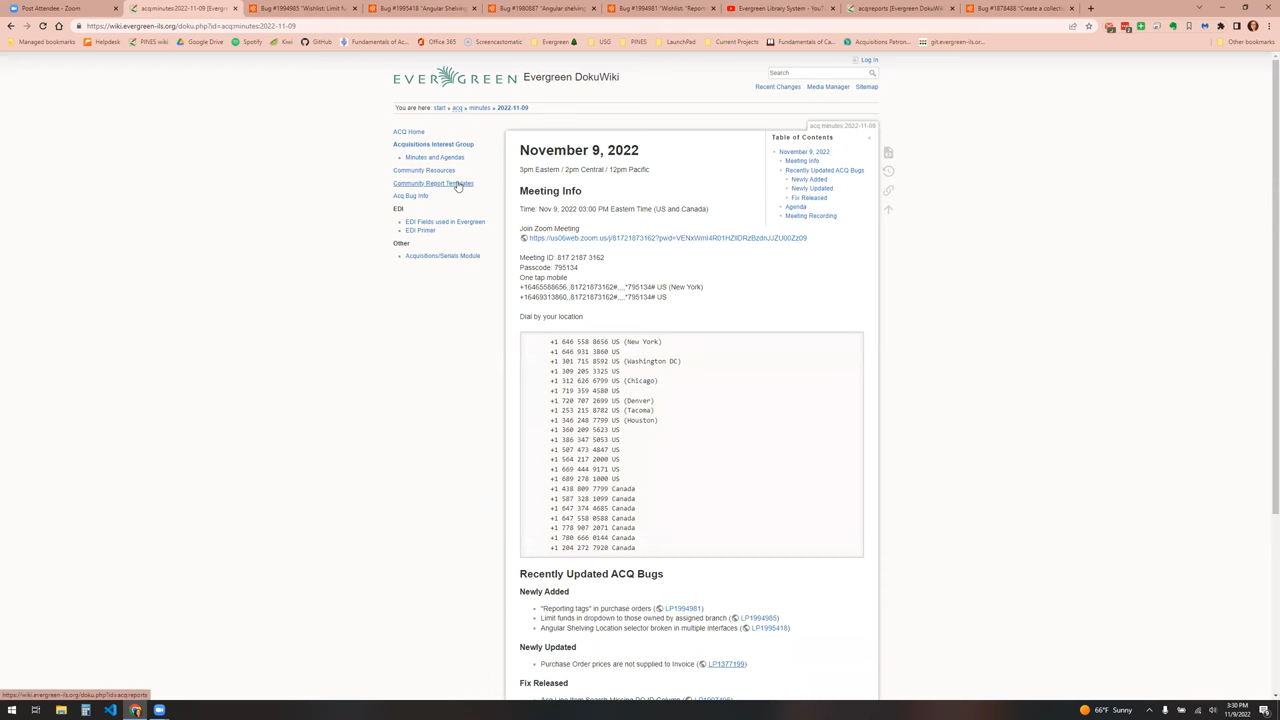 Post Attendee - Zoom
acq:minutes:2022-11-09 [Evergre
Bug #1994985 "Wishlist: Limit fu
Bug #1995418 "Angular Shelving
Bug #1980887 "Angular shelving
Bug #1994981 "Wishlist: "Report
Evergreen Library System - YouT
acq:reports [Evergreen DokuWiki
Bug #1878488 "Create a collecti
https://wiki.evergreen-ils.org/doku.php?id=acq:minutes:2022-11-09
Managed bookmarks
Helpdesk
PINES wiki
Google Drive
Spotify
Kiwi
GitHub
Fundamentals of Ac...
Office 365
Screencastomatic
Evergreen
USG
PINES
LaunchPad
Current Projects
Fundamentals of Ca...
Acquisitions Patron...
git.evergreen-ils.or...
Other bookmarks
Log In
EVERGREEN Evergreen DokuWiki
Search
Recent Changes Media Manager Sitemap
You are here: start » acq » minutes » 2022-11-09
acq:minutes:2022-11-09
ACQ Home
Acquisitions Interest Group
Minutes and Agendas
Community Resources
Community Report Templates
Acq Bug Info
EDI
EDI Fields used in Evergreen
EDI Primer
Other
Acquisitions/Serials Module
Table of Contents
November 9, 2022
Meeting Info
Recently Updated ACQ Bugs
Newly Added
Newly Updated
Fix Released
Agenda
Meeting Recording
November 9, 2022
3pm Eastern / 2pm Central / 12pm Pacific
Meeting Info
Time: Nov 9, 2022 03:00 PM Eastern Time (US and Canada)
Join Zoom Meeting
Meeting ID: 817 2187 3162
Passcode: 795134
One tap mobile
+16465588656,,81721873162#,,,,*795134# US (New York)
+16469313860,,81721873162#,,,,*795134# US
Dial by your location
+1 646 558 8656 US (New York)
+1 646 931 3860 US
+1 301 715 8592 US (Washington DC)
+1 309 205 3325 US
+1 312 626 6799 US (Chicago)
+1 719 359 4580 US
+1 720 707 2699 US (Denver)
+1 253 215 8782 US (Tacoma)
+1 346 248 7799 US (Houston)
+1 360 209 5623 US
+1 386 347 5053 US
+1 507 473 4847 US
+1 564 217 2000 US
+1 669 444 9171 US
+1 689 278 1000 US
+1 438 809 7799 Canada
+1 587 328 1099 Canada
+1 647 374 4685 Canada
+1 647 558 0588 Canada
+1 778 907 2071 Canada
+1 780 666 0144 Canada
+1 204 272 7920 Canada
Recently Updated ACQ Bugs
Newly Added
"Reporting tags" in purchase orders (LP1994981)
Limit funds in dropdown to those owned by assigned branch (LP1994985)
Angular Shelving Location selector broken in multiple interfaces (LP1995418)
Newly Updated
Purchase Order prices are not supplied to Invoice (LP1377199)
Fix Released
https://wiki.evergreen-ils.org/doku.php?id=acq:reports
66°F Sunny
3:30 PM
11/9/2022